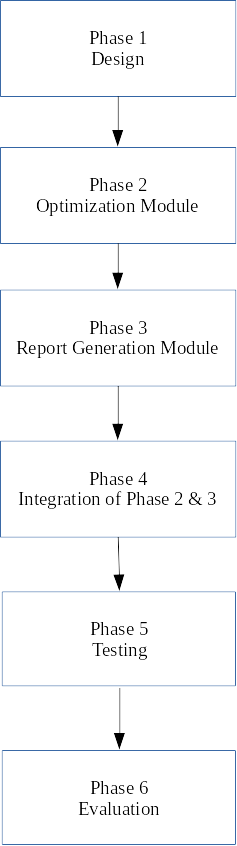 Phase 1
Design
Phase 2
Optimization Module
Phase 3
Report Generation Module
Phase 4
Integration of Phase 2 & 3
Phase 5
Testing
Phase 6
Evaluation